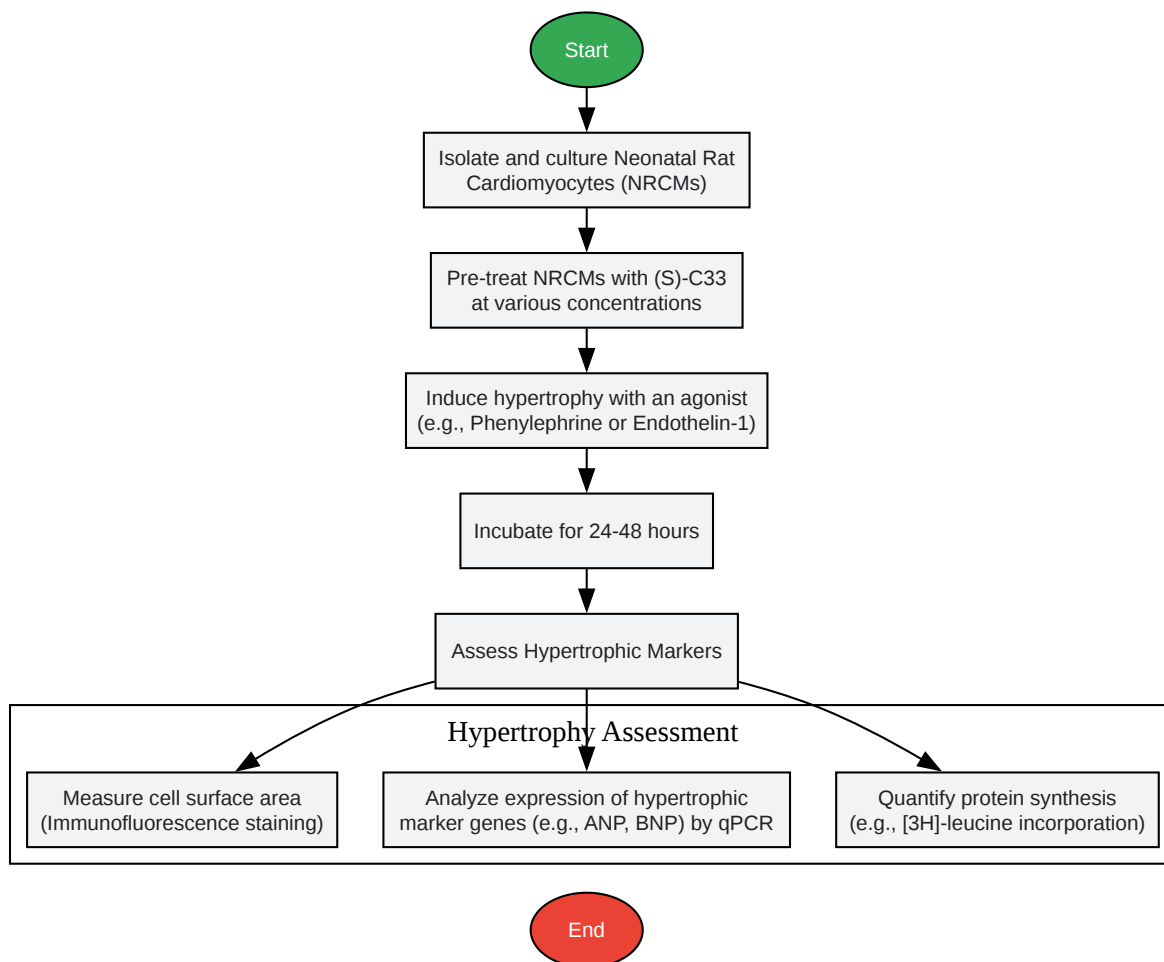 Start
Isolate and culture Neonatal Rat
Cardiomyocytes (NRCMs)
Pre-treat NRCMs with (S)-C33
at various concentrations
Induce hypertrophy with an agonist
(e.g., Phenylephrine or Endothelin-1)
Incubate for 24-48 hours
Assess Hypertrophic Markers
Hypertrophy Assessment
Measure cell surface area
(Immunofluorescence staining)
Analyze expression of hypertrophic
marker genes (e.g., ANP, BNP) by qPCR
Quantify protein synthesis
(e.g., [3H]-leucine incorporation)
End